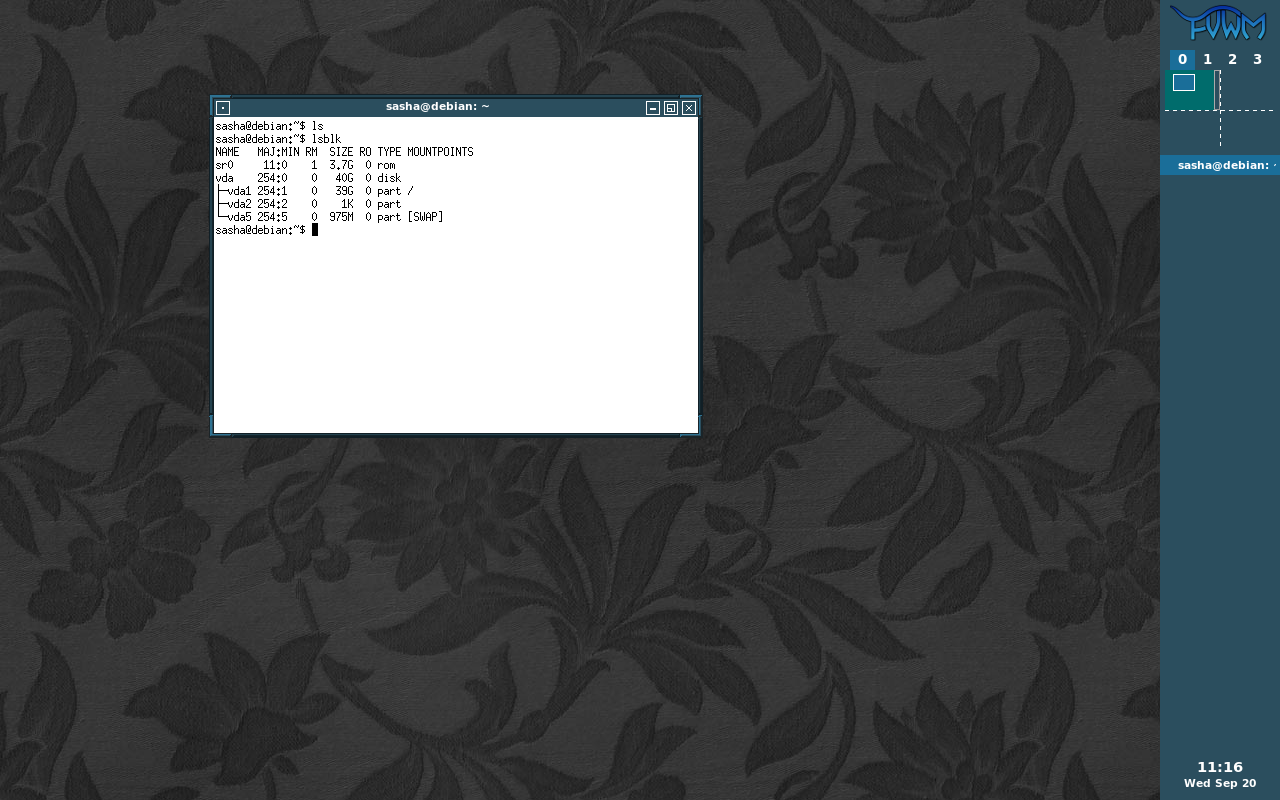 FVWM
0 1 2 3
sasha@debian: ~
sasha@debian:~$ ls
sasha@debian:~$ lsblk
NAME   MAJ:MIN RM  SIZE RO TYPE MOUNTPOINTS
sr0     11:0    1  3.7G  0 rom
vda    254:0    0   40G  0 disk
├─vda1 254:1    0   39G  0 part /
├─vda2 254:2    0    1K  0 part
└─vda5 254:5    0  975M  0 part [SWAP]
sasha@debian:~$
sasha@debian:
11:16
Wed Sep 20